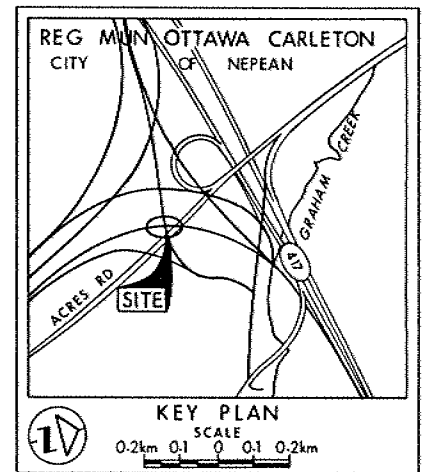 REG MUN OTTAWA CARLETON
CITY OF NEPEAN
GRAHAM CREEK
417
ACRES RD
SITE
N
KEY PLAN
SCALE
0·2km 0·1 0 0·1 0·2km